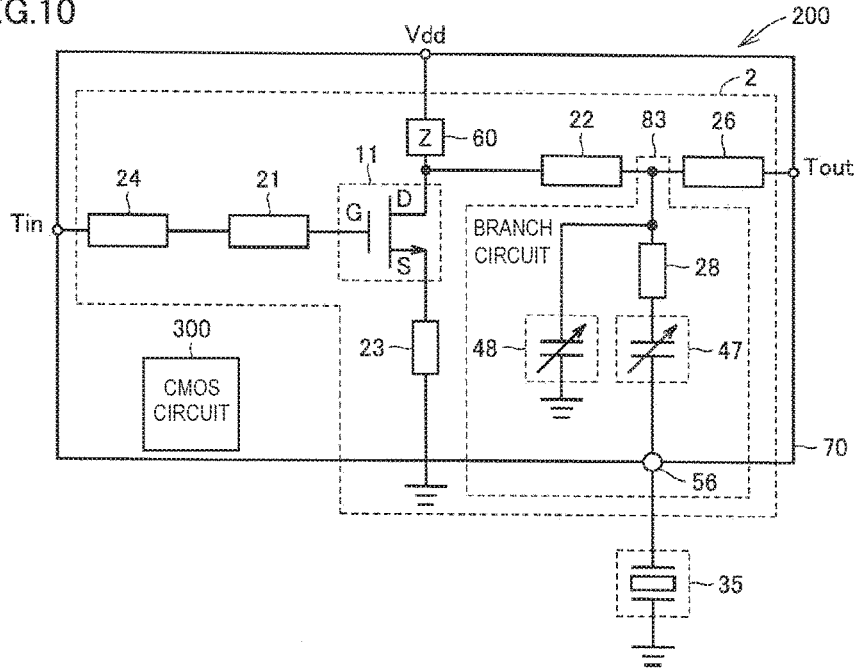 G.10
200
Vdd
2
Z
60
22
83
26
11
Tout
24
21
D
G
Tin
S
BRANCH
CIRCUIT
28
300
23
48
47
CMOS
CIRCUIT
70
56
35